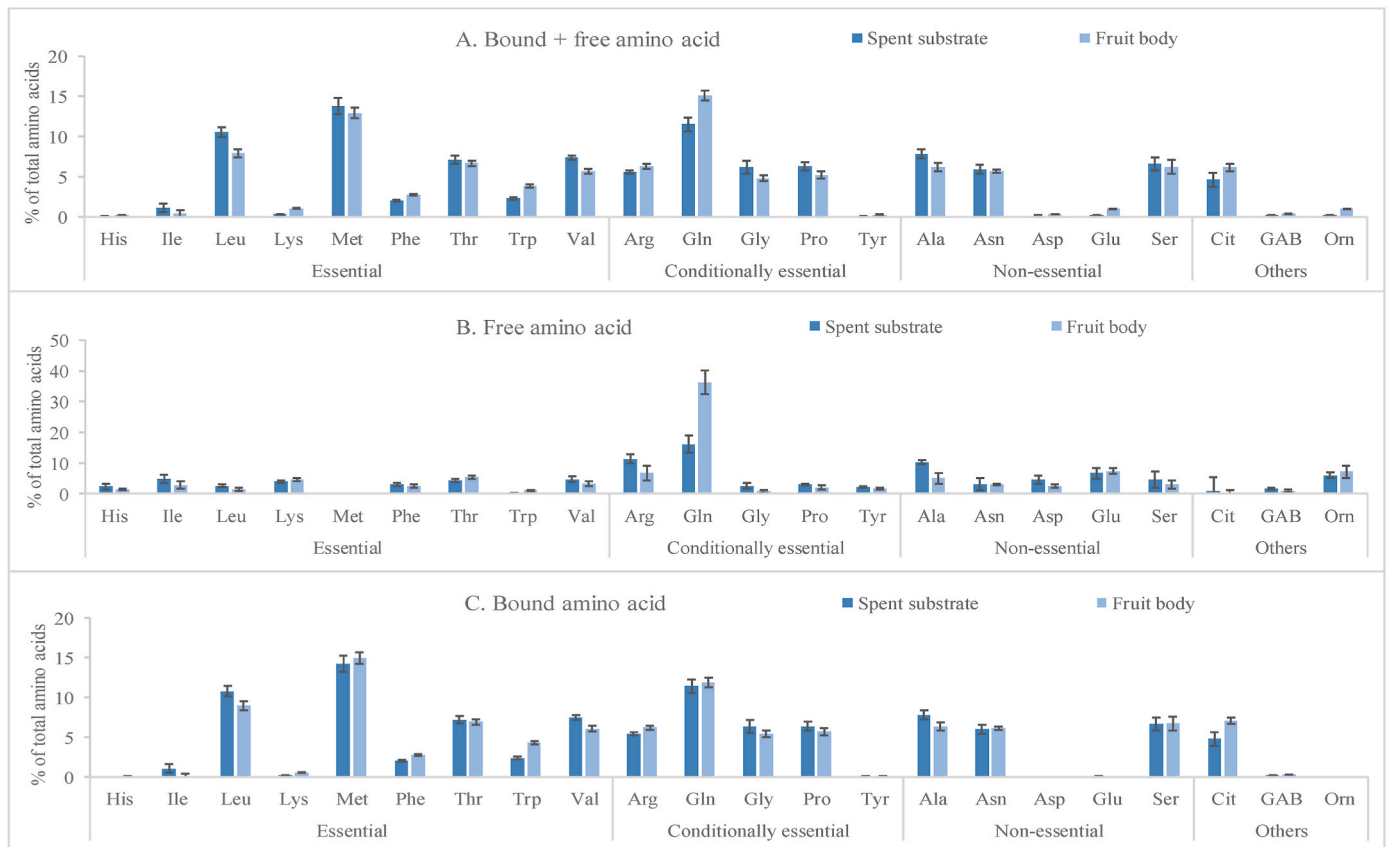 A. Bound + free amino acid
Spent substrate
Fruit body
% of total amino acids
20
15
10
5
0
His Ile Leu Lys Met Phe Thr Trp Val Arg Gln Gly Pro Tyr Ala Asn Asp Glu Ser Cit GAB Orn
Essential Conditionally essential Non-essential Others
B. Free amino acid
Spent substrate
Fruit body
% of total amino acids
50
40
30
20
10
0
His Ile Leu Lys Met Phe Thr Trp Val Arg Gln Gly Pro Tyr Ala Asn Asp Glu Ser Cit GAB Orn
Essential Conditionally essential Non-essential Others
C. Bound amino acid
Spent substrate
Fruit body
% of total amino acids
20
15
10
5
0
His Ile Leu Lys Met Phe Thr Trp Val Arg Gln Gly Pro Tyr Ala Asn Asp Glu Ser Cit GAB Orn
Essential Conditionally essential Non-essential Others